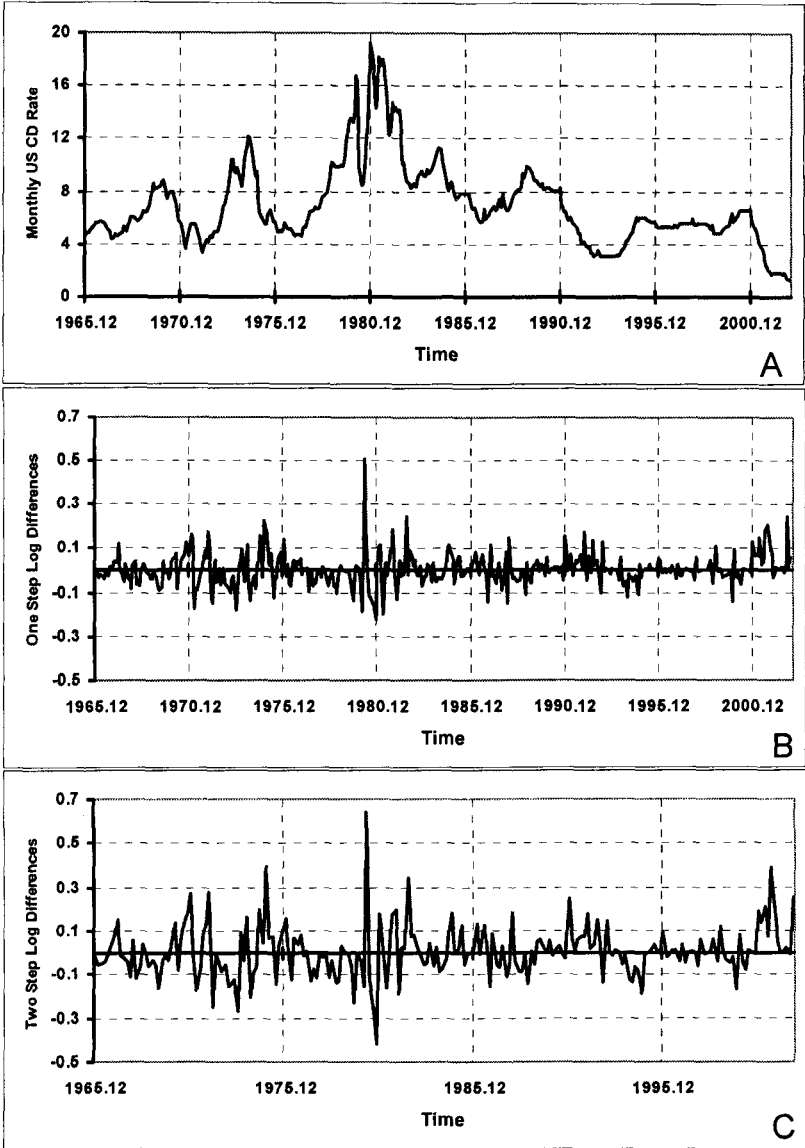 20
16
12
8
4
0
Monthly US CD Rate
1965.12 1970.12 1975.12 1980.12 1985.12 1990.12 1995.12 2000.12
Time
A
0.7
0.5
0.3
0.1
-0.1
-0.3
-0.5
One Step Log Differences
1965.12 1970.12 1975.12 1980.12 1985.12 1990.12 1995.12 2000.12
Time
B
0.7
0.5
0.3
0.1
-0.1
-0.3
-0.5
Two Step Log Differences
1965.12 1975.12 1985.12 1995.12
Time
C